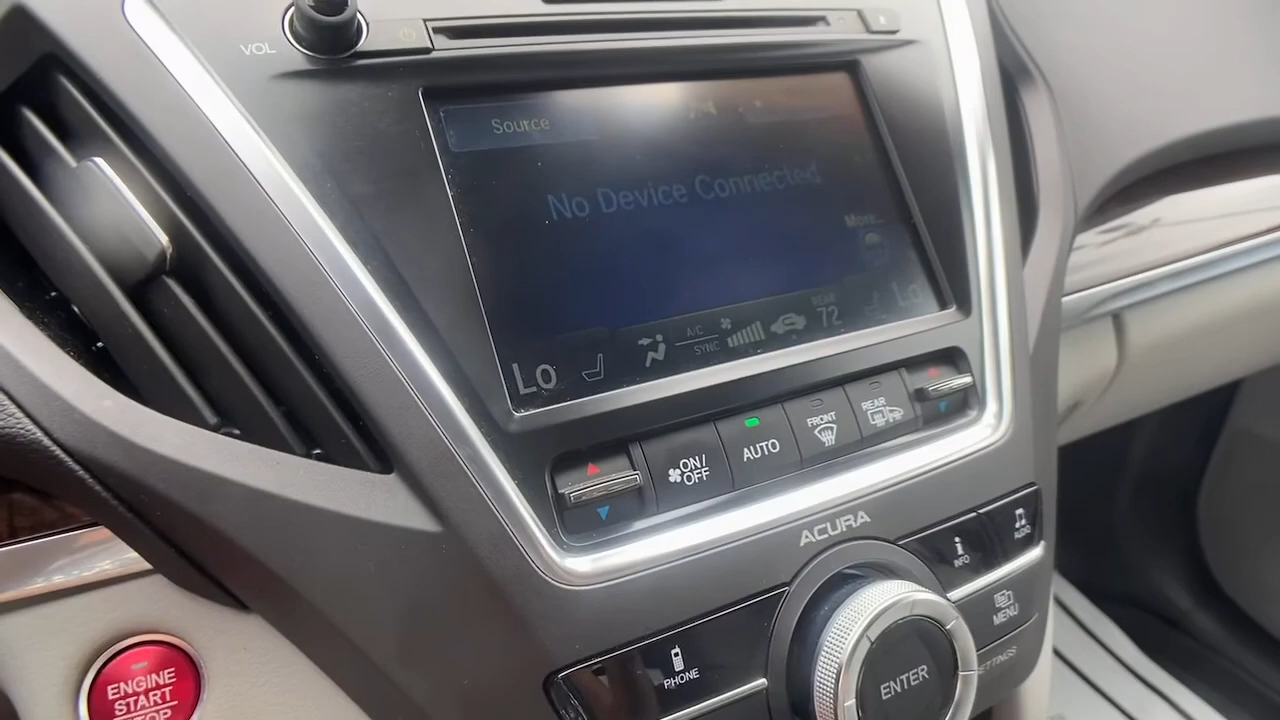 VOL
Source
No Device Connected
More..
Lo
A/C
SYNC
REAR
72
Lo
ON/
OFF
AUTO
FRONT
REAR
ACURA
INFO
AUDIO
MENU
PHONE
ENTER
ENGINE
START
STOP